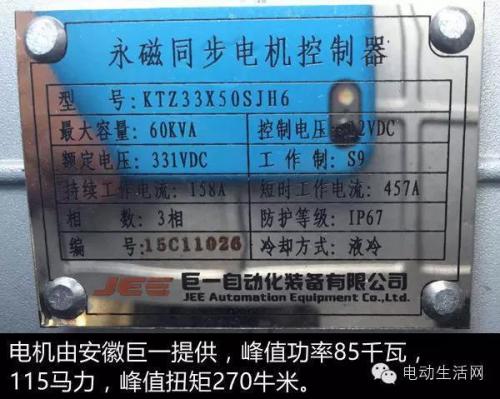 永磁同步电机控制器
型 号:KTZ33X50SJH6
最大容量:60KVA 控制电压: 2VDC
额定电压:331VDC 工 作 制:S9
持续工作电流:158A 短时工作电流:457A
相 数:3相 防护等级:IP67
编 号:15C11026 冷却方式:液冷
JEE 巨一自动化装备有限公司
JEE Automation Equipment Co.,Ltd.
电机由安徽巨一提供，峰值功率85千瓦，
115马力，峰值扭矩270牛米。
电动生活网